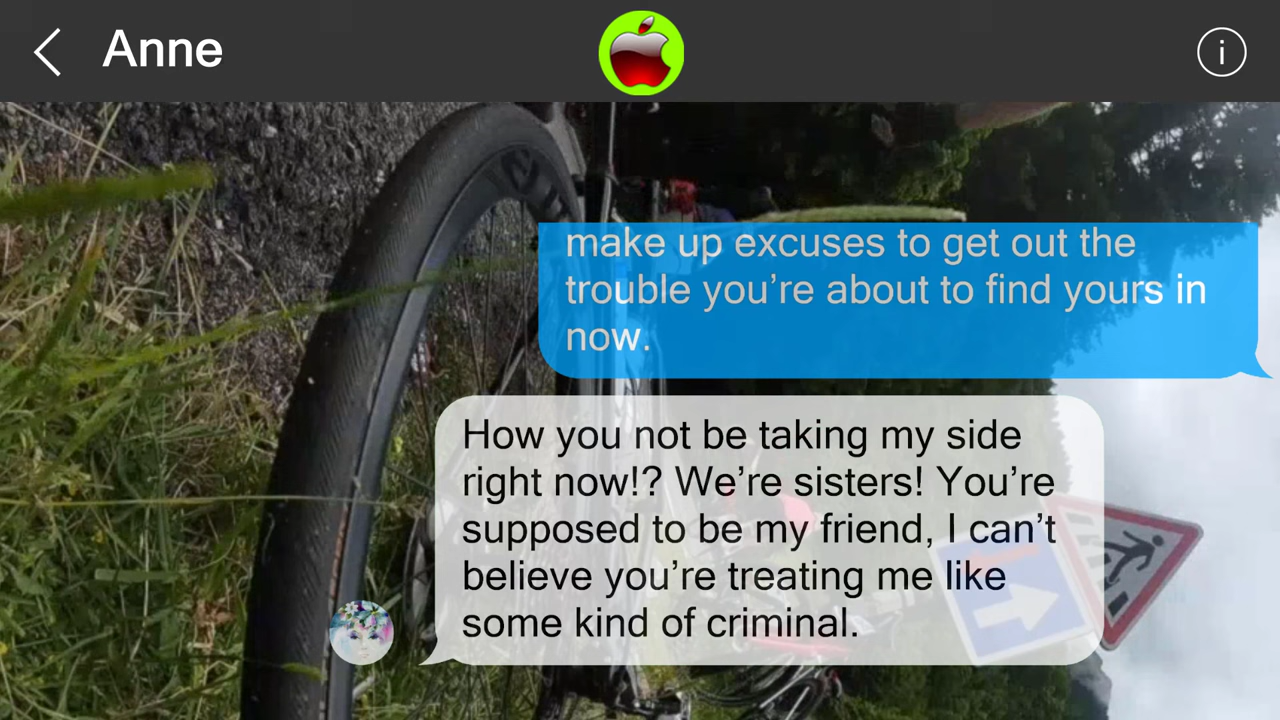 Anne
i
make up excuses to get out the
trouble you’re about to find yours in
now.
How you not be taking my side
right now!? We’re sisters! You’re
supposed to be my friend, I can’t
believe you’re treating me like
some kind of criminal.